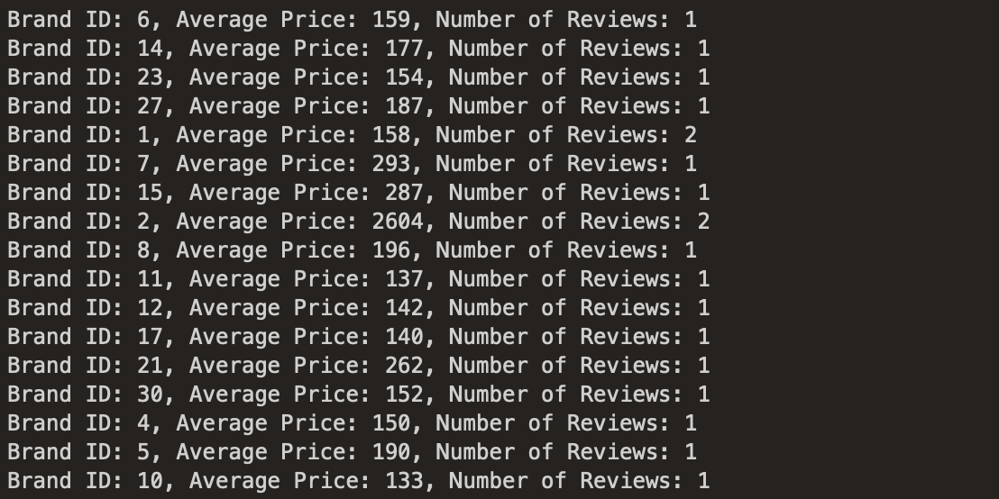 Brand ID: 6, Average Price: 159, Number of Reviews: 1
Brand ID: 14, Average Price: 177, Number of Reviews: 1
Brand ID: 23, Average Price: 154, Number of Reviews: 1
Brand ID: 27, Average Price: 187, Number of Reviews: 1
Brand ID: 1, Average Price: 158, Number of Reviews: 2
Brand ID: 7, Average Price: 293, Number of Reviews: 1
Brand ID: 15, Average Price: 287, Number of Reviews: 1
Brand ID: 2, Average Price: 2604, Number of Reviews: 2
Brand ID: 8, Average Price: 196, Number of Reviews: 1
Brand ID: 11, Average Price: 137, Number of Reviews: 1
Brand ID: 12, Average Price: 142, Number of Reviews: 1
Brand ID: 17, Average Price: 140, Number of Reviews: 1
Brand ID: 21, Average Price: 262, Number of Reviews: 1
Brand ID: 30, Average Price: 152, Number of Reviews: 1
Brand ID: 4, Average Price: 150, Number of Reviews: 1
Brand ID: 5, Average Price: 190, Number of Reviews: 1
Brand ID: 10, Average Price: 133, Number of Reviews: 1